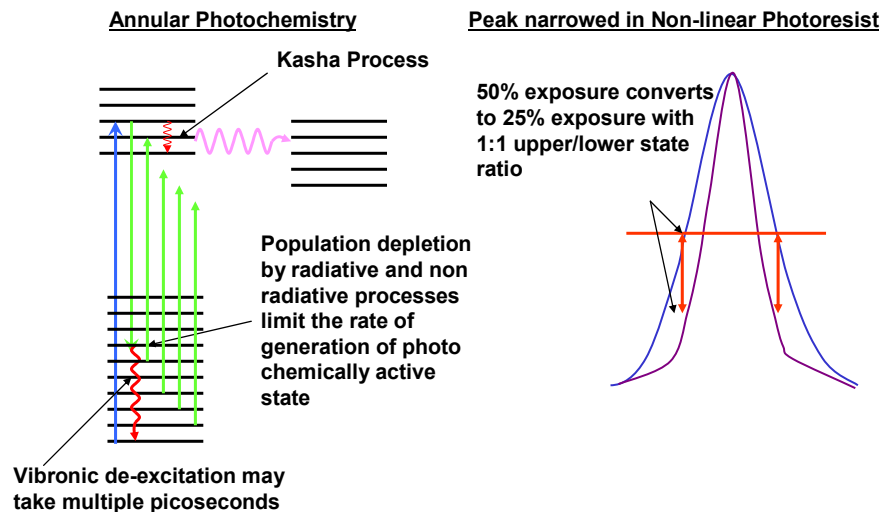 Annular Photochemistry
Kasha Process
Population depletion
by radiative and non
radiative processes
limit the rate of
generation of photo
chemically active
state
Vibronic de-excitation may
take multiple picoseconds
Peak narrowed in Non-linear Photoresist
50% exposure converts
to 25% exposure with
1:1 upper/lower state
ratio